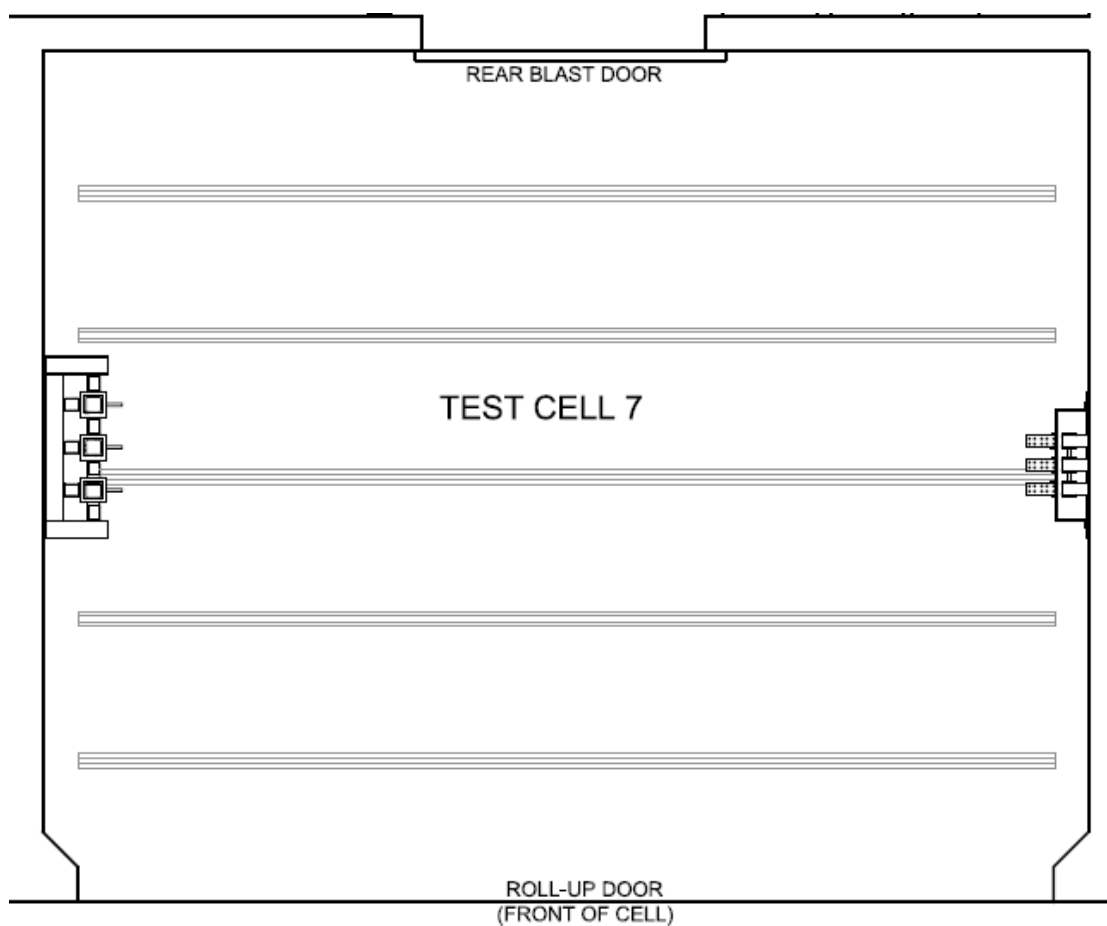 REAR BLAST DOOR
TEST CELL 7
ROLL-UP DOOR
(FRONT OF CELL)